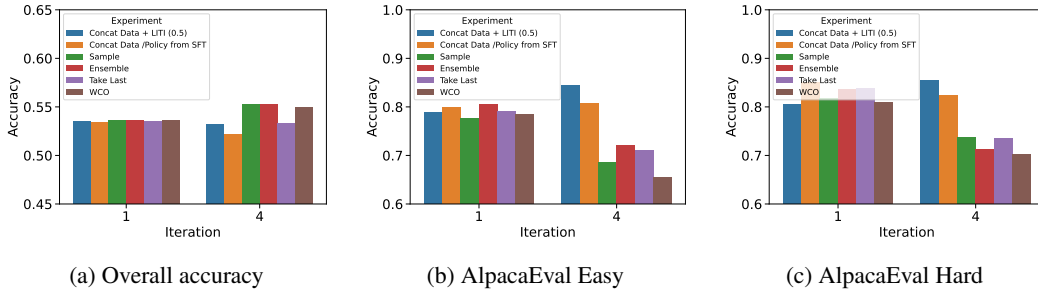 0.65
0.60
0.55
0.50
0.45
Accuracy
Experiment
Concat Data + LITI (0.5)
Concat Data /Policy from SFT
Sample
Ensemble
Take Last
WCO
1
4
Iteration
(a) Overall accuracy
1.0
0.9
0.8
0.7
0.6
Accuracy
Experiment
Concat Data + LITI (0.5)
Concat Data /Policy from SFT
Sample
Ensemble
Take Last
WCO
1
4
Iteration
(b) AlpacaEval Easy
1.0
0.9
0.8
0.7
0.6
Accuracy
Experiment
Concat Data + LITI (0.5)
Concat Data /Policy from SFT
Sample
Ensemble
Take Last
WCO
1
4
Iteration
(c) AlpacaEval Hard